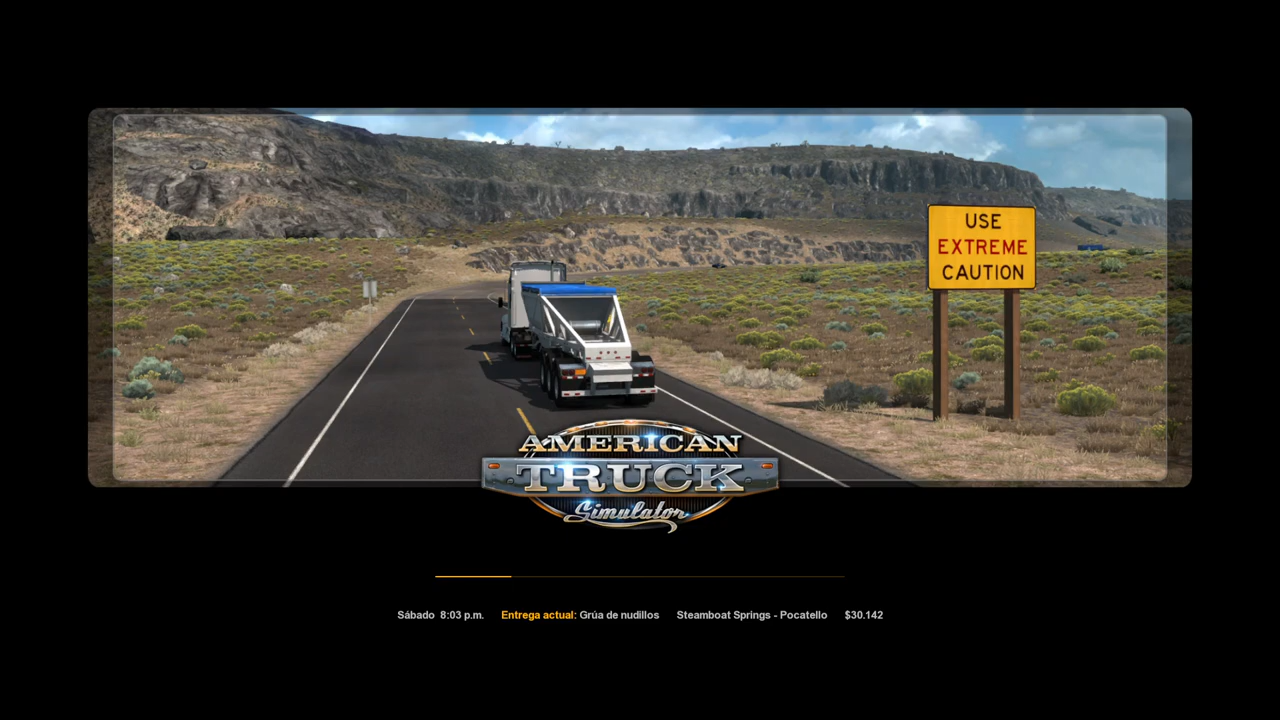 USE
EXTREME
CAUTION
AMERICAN
TRUCK
Simulator
Sábado 8:03 p.m. Entrega actual: Grúa de nudillos Steamboat Springs - Pocatello $30.142